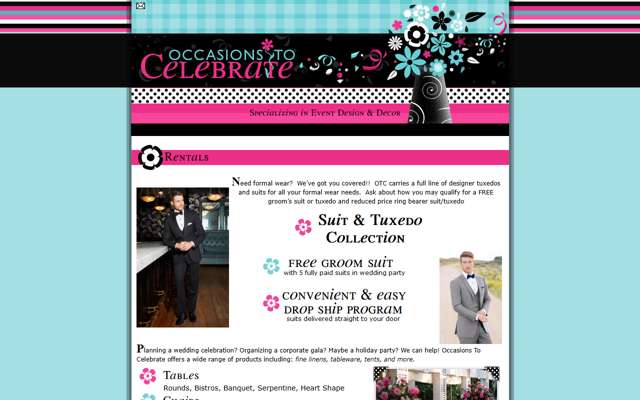 OCCASIONS TO
CELEBRATE
Specializing in Event Design & Decor
Rentals
Need formal wear? We've got you covered!! OTC carries a full line of designer tuxedos
and suits for all your formal wear needs. Ask about how you may qualify for a FREE
groom's suit or tuxedo and reduced price ring bearer suit/tuxedo
Suit & Tuxedo
Collection
FREE GROOM SUIT
with 5 fully paid suits in wedding party
CONVENIENT & EASY
DROP SHIP PROGRAM
suits delivered straight to your door
Planning a wedding celebration? Organizing a corporate gala? Maybe a holiday party? We can help! Occasions To
Celebrate offers a wide range of products including: fine linens, tableware, tents, and more.
Tables
Rounds, Bistros, Banquet, Serpentine, Heart Shape
Chairs